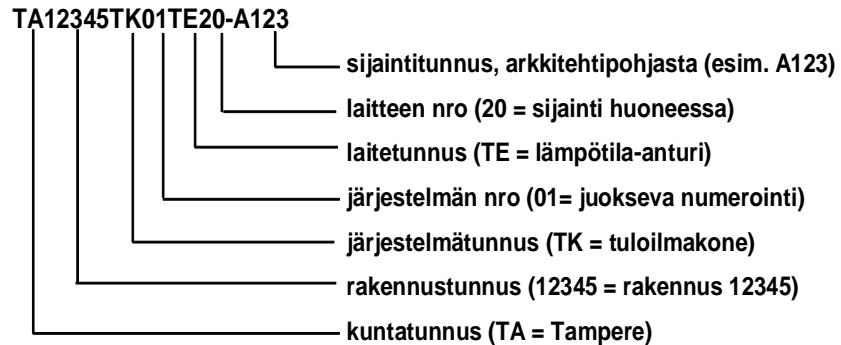 TA12345TK01TE20-A123
sijaintitunnus, arkkitehtipohjasta (esim. A123)
laitteen nro (20 = sijainti huoneessa)
laitetunnus (TE = lämpötila-anturi)
järjestelmän nro (01= juokseva numerointi)
järjestelmätunnus (TK = tuloilmakone)
rakennustunnus (12345 = rakennus 12345)
kuntatunnus (TA = Tampere)